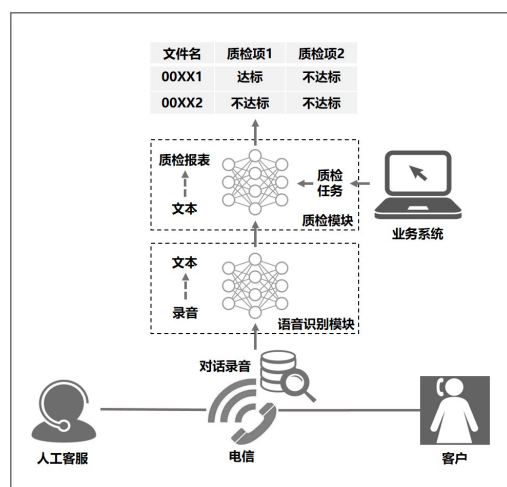 文件名 质检项1 质检项2
00XX1 达标 不达标
00XX2 不达标 不达标
质检报表
文本
质检
任务
质检模块
业务系统
文本
录音
语音识别模块
对话录音
人工客服
电信
客户